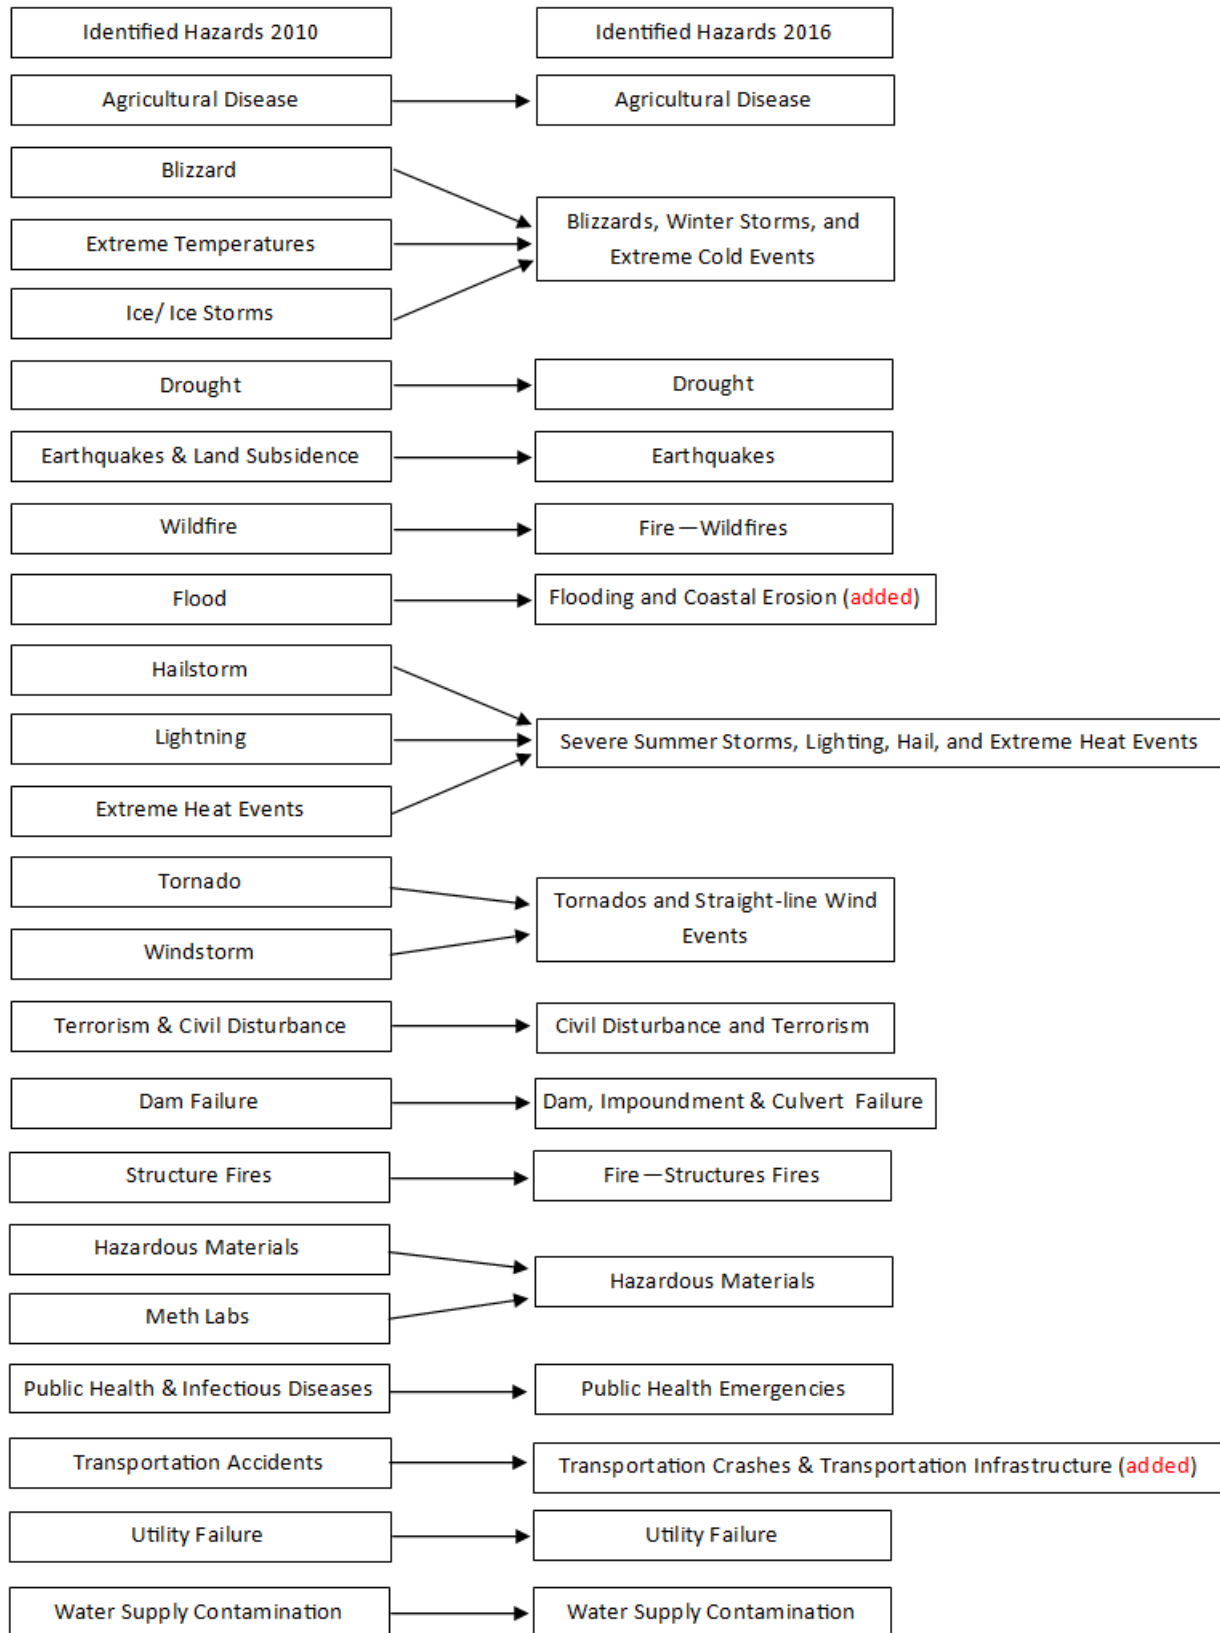 Identified Hazards 2010
Identified Hazards 2016
Agricultural Disease
Agricultural Disease
Blizzard
Extreme Temperatures
Ice/ Ice Storms
Blizzards, Winter Storms, and
Extreme Cold Events
Drought
Drought
Earthquakes & Land Subsidence
Earthquakes
Wildfire
Fire—Wildfires
Flood
Flooding and Coastal Erosion (added)
Hailstorm
Lightning
Extreme Heat Events
Severe Summer Storms, Lighting, Hail, and Extreme Heat Events
Tornado
Windstorm
Tornados and Straight-line Wind
Events
Terrorism & Civil Disturbance
Civil Disturbance and Terrorism
Dam Failure
Dam, Impoundment & Culvert Failure
Structure Fires
Fire—Structures Fires
Hazardous Materials
Meth Labs
Hazardous Materials
Public Health & Infectious Diseases
Public Health Emergencies
Transportation Accidents
Transportation Crashes & Transportation Infrastructure (added)
Utility Failure
Utility Failure
Water Supply Contamination
Water Supply Contamination